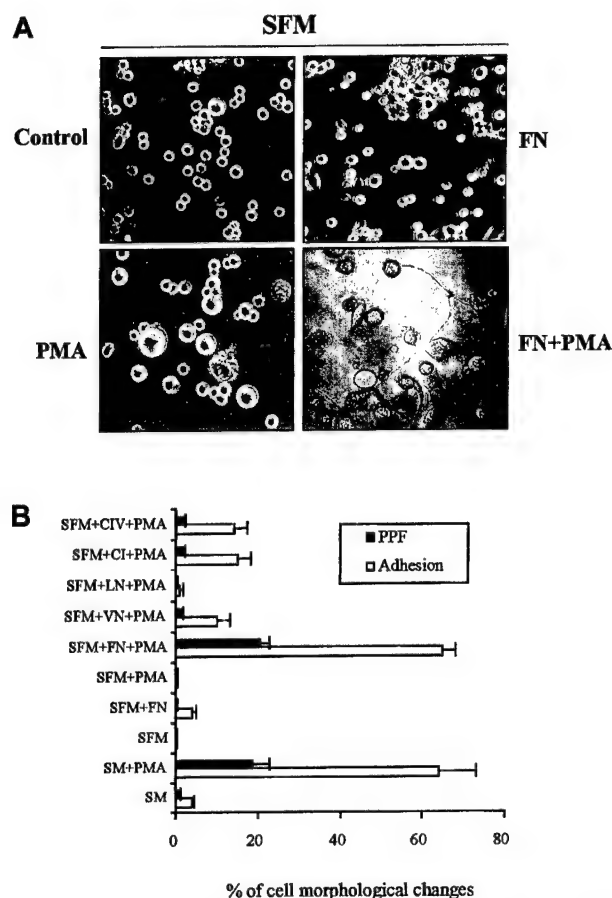 A
SFM
Control
FN
PMA
FN+PMA
B
PPF
Adhesion
SFM+CIV+PMA
SFM+CI+PMA
SFM+LN+PMA
SFM+VN+PMA
SFM+FN+PMA
SFM+PMA
SFM+FN
SFM
SM+PMA
SM
0 20 40 60 80
% of cell morphological changes